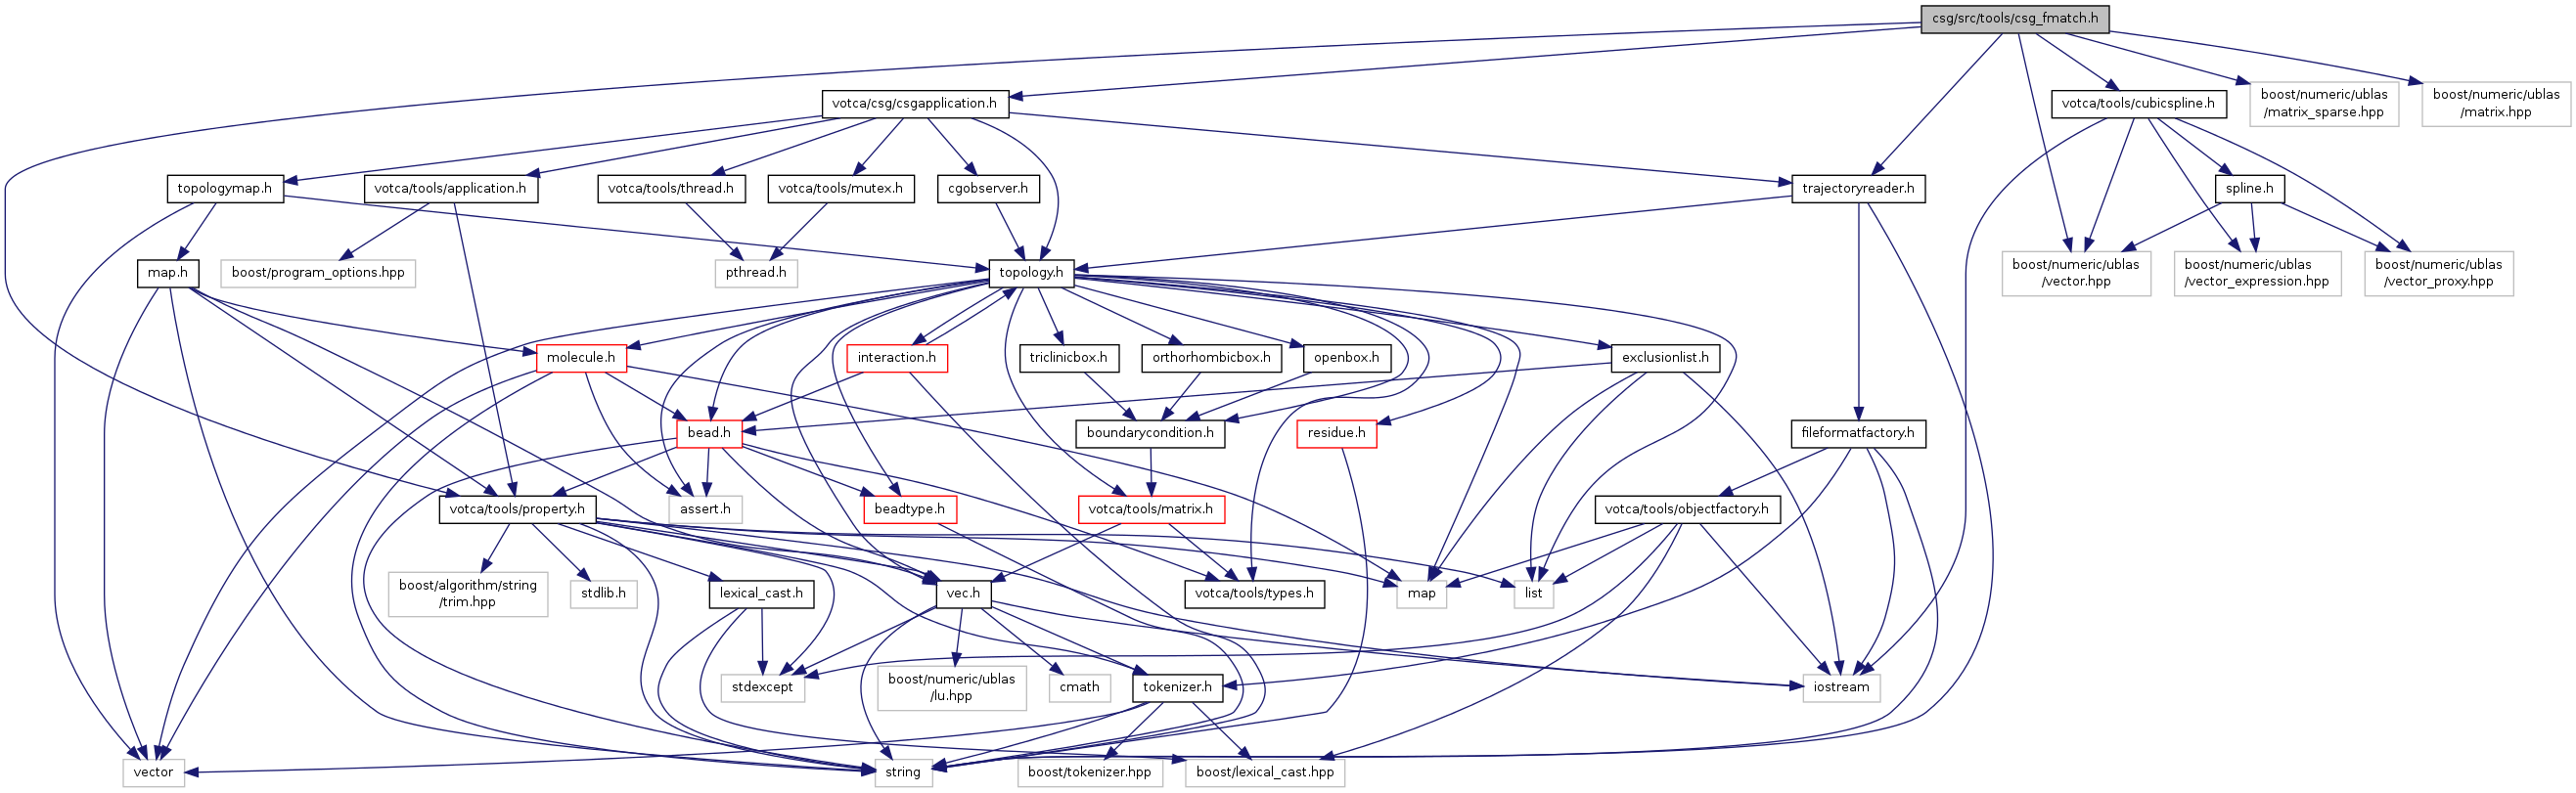 csg/src/tools/csg_fmatch.h
votca/csg/csgapplication.h
votca/tools/cubicspline.h
boost/numeric/ublas
/matrix_sparse.hpp
boost/numeric/ublas
/matrix.hpp
topologymap.h
votca/tools/application.h
votca/tools/thread.h
votca/tools/mutex.h
cgobserver.h
trajectoryreader.h
spline.h
map.h
boost/program_options.hpp
pthread.h
topology.h
boost/numeric/ublas
/vector.hpp
boost/numeric/ublas
/vector_expression.hpp
boost/numeric/ublas
/vector_proxy.hpp
molecule.h
interaction.h
triclinicbox.h
orthorhombicbox.h
openbox.h
exclusionlist.h
bead.h
boundarycondition.h
residue.h
fileformatfactory.h
votca/tools/property.h
assert.h
beadtype.h
votca/tools/matrix.h
votca/tools/objectfactory.h
boost/algorithm/string
/trim.hpp
stdlib.h
lexical_cast.h
vec.h
votca/tools/types.h
map
list
stdexcept
boost/numeric/ublas
/lu.hpp
cmath
tokenizer.h
iostream
vector
string
boost/tokenizer.hpp
boost/lexical_cast.hpp